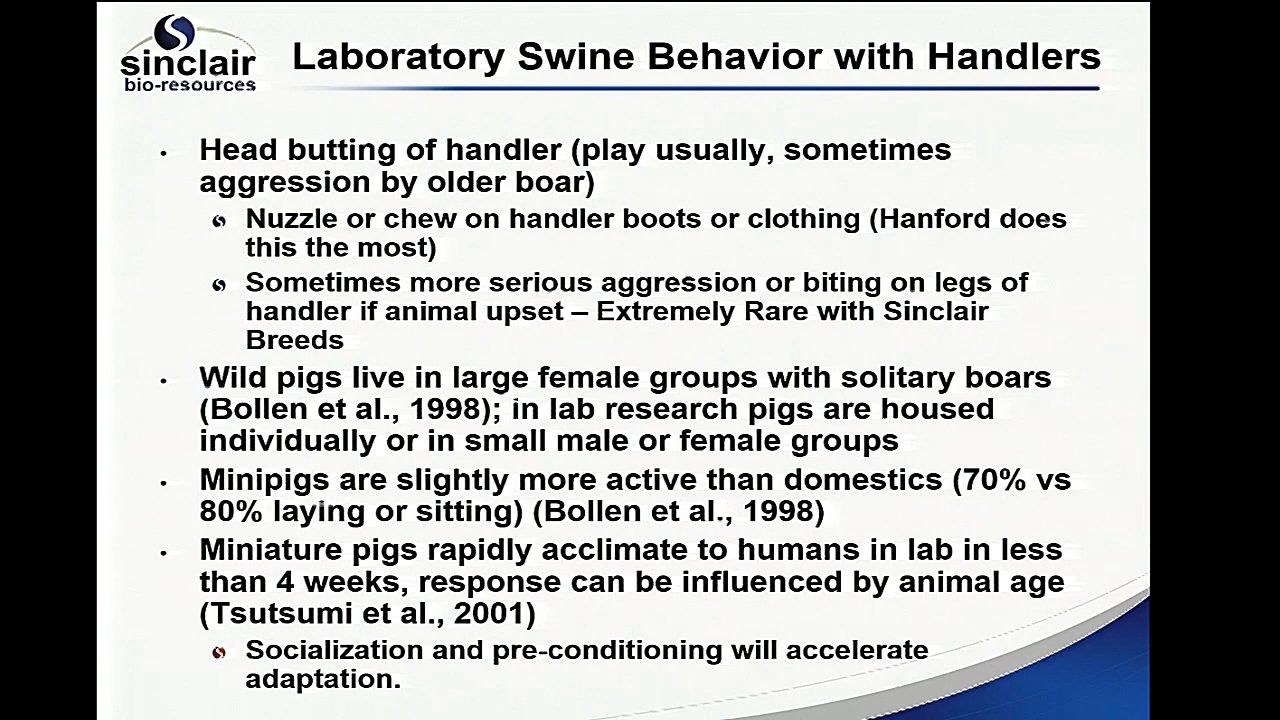 sinclair
bio-resources
Laboratory Swine Behavior with Handlers
• Head butting of handler (play usually, sometimes
aggression by older boar)
Nuzzle or chew on handler boots or clothing (Hanford does
this the most)
Sometimes more serious aggression or biting on legs of
handler if animal upset – Extremely Rare with Sinclair
Breeds
• Wild pigs live in large female groups with solitary boars
(Bollen et al., 1998); in lab research pigs are housed
individually or in small male or female groups
• Minipigs are slightly more active than domestics (70% vs
80% laying or sitting) (Bollen et al., 1998)
• Miniature pigs rapidly acclimate to humans in lab in less
than 4 weeks, response can be influenced by animal age
(Tsutsumi et al., 2001)
Socialization and pre-conditioning will accelerate
adaptation.